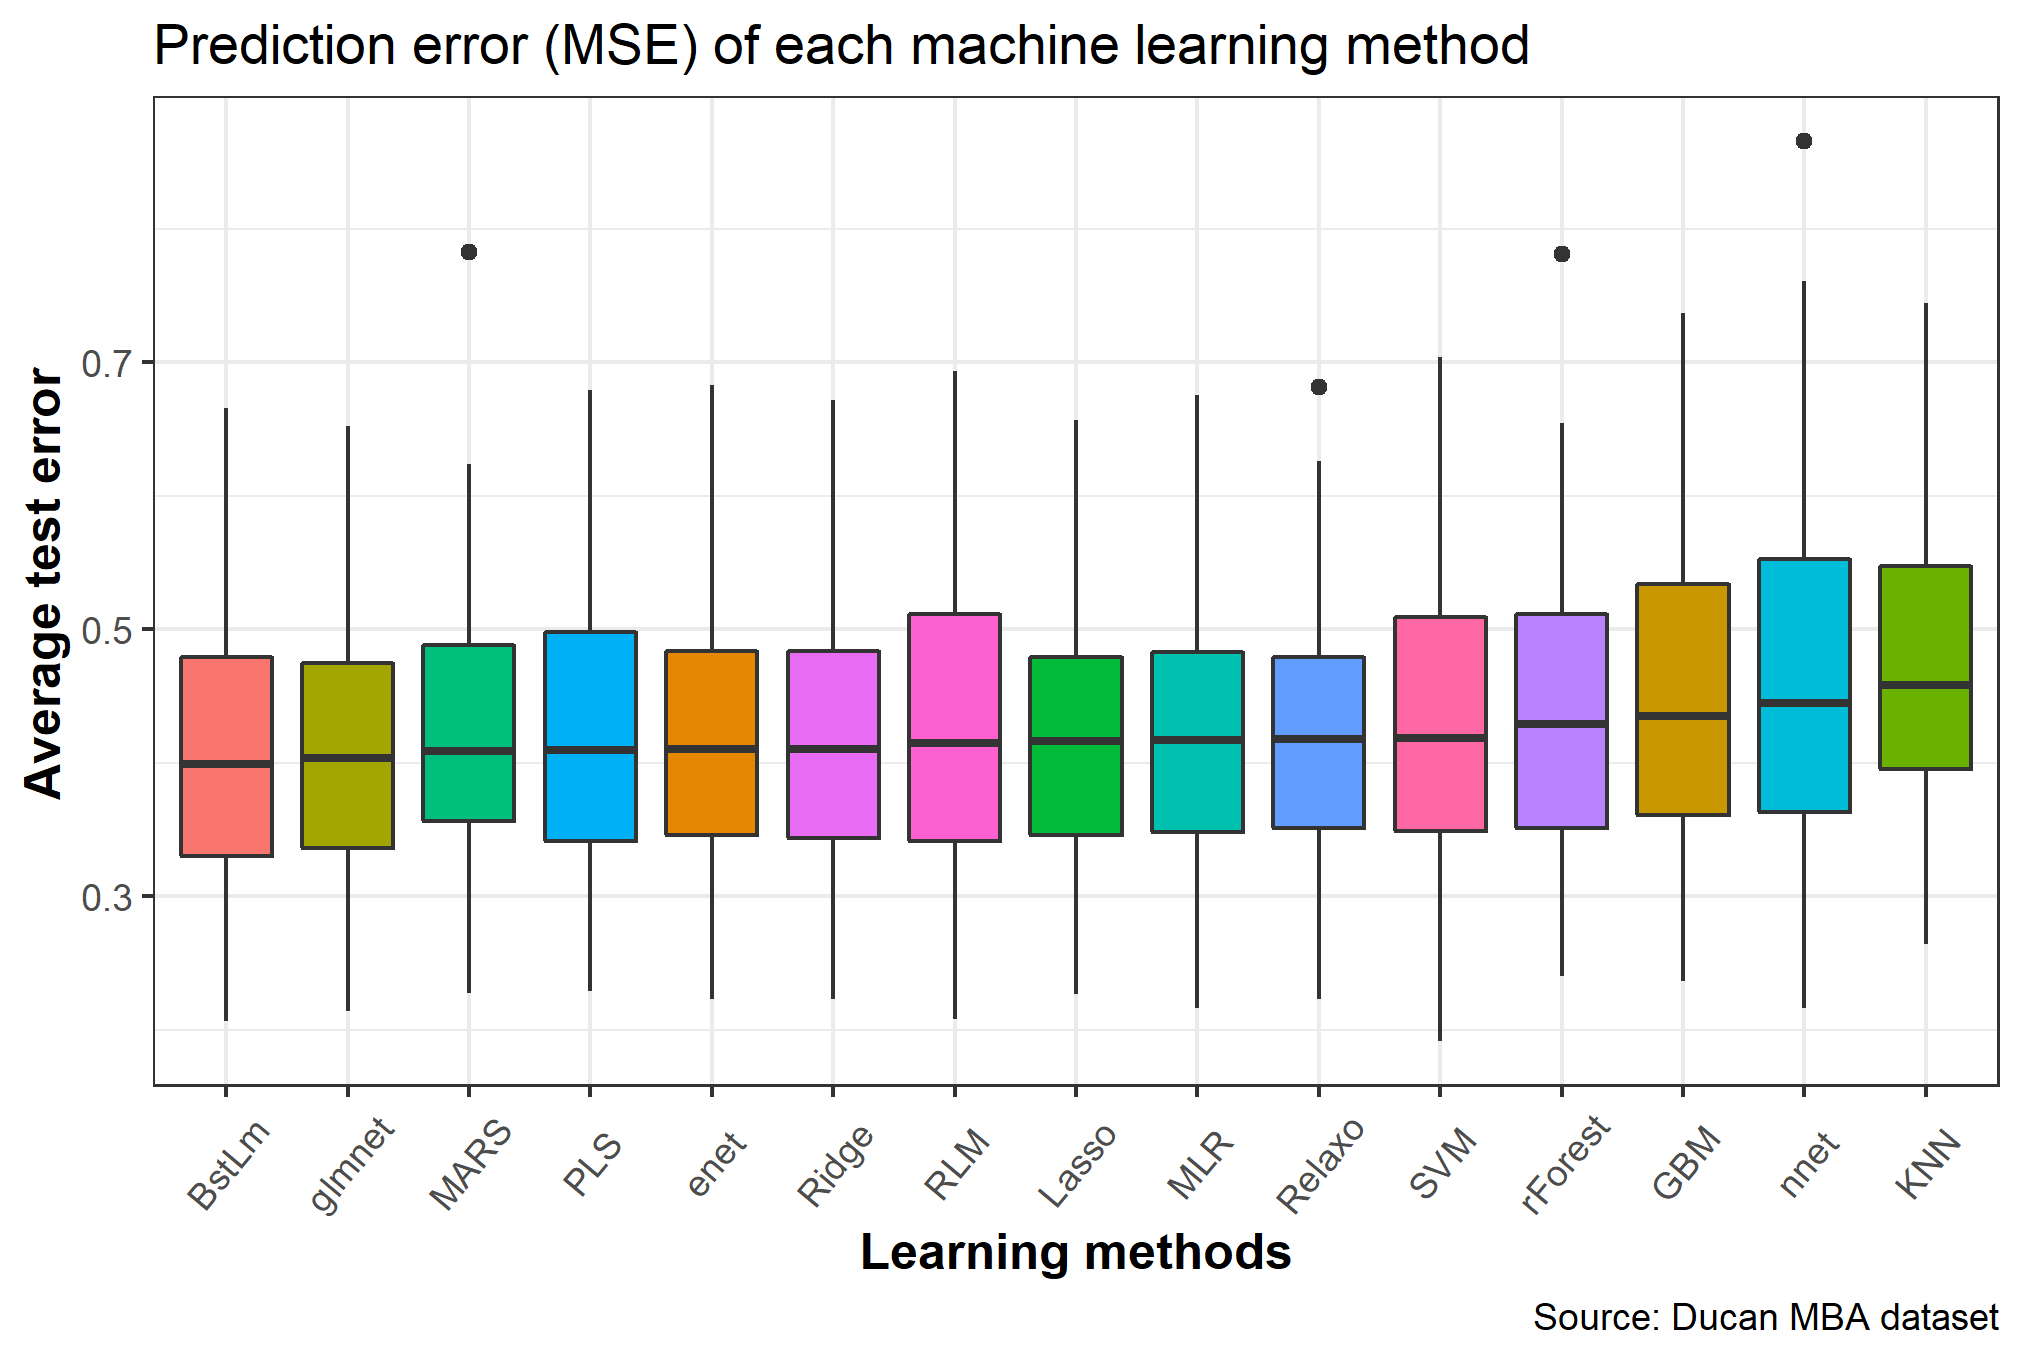 Prediction error (MSE) of each machine learning method
Average test error
0.7
0.5
0.3
BstLm
glmnet
MARS
PLS
enet
Ridge
RLM
Lasso
MLR
Relaxo
SVM
rForest
GBM
nnet
KNN
Learning methods
Source: Ducan MBA dataset